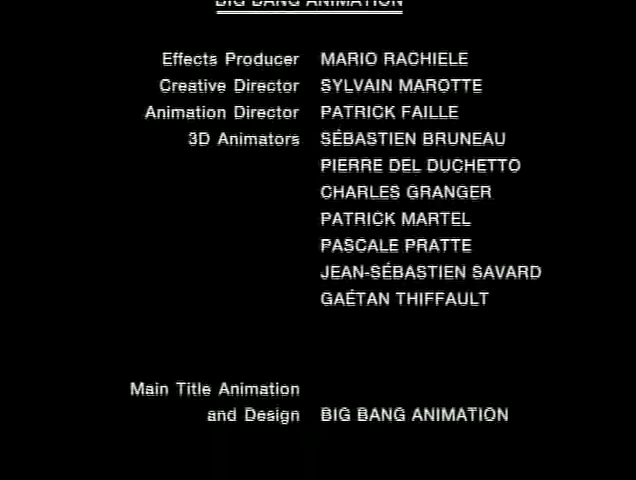 BIG BANG ANIMATION
Effects Producer MARIO RACHIELE
Creative Director SYLVAIN MAROTTE
Animation Director PATRICK FAILLE
3D Animators SÉBASTIEN BRUNEAU
PIERRE DEL DUCHETTO
CHARLES GRANGER
PATRICK MARTEL
PASCALE PRATTE
JEAN-SÉBASTIEN SAVARD
GAÉTAN THIFFAULT
Main Title Animation
and Design BIG BANG ANIMATION